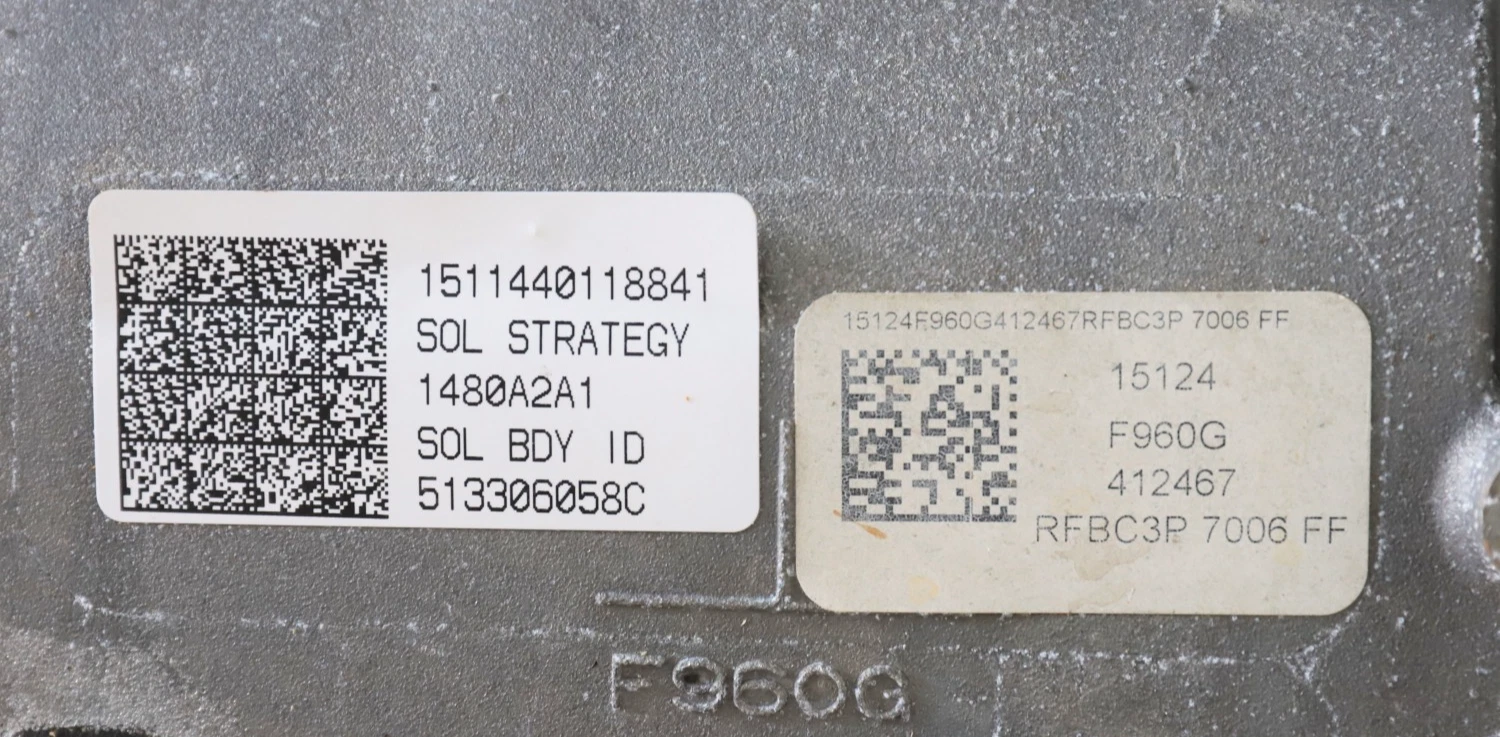 1511440118841
SOL STRATEGY
1480A2A1
SOL BDY ID
513306058C
15124F960G412467RFBC3P 7006 FF
15124
F960G
412467
RFBC3P 7006 FF
F960G